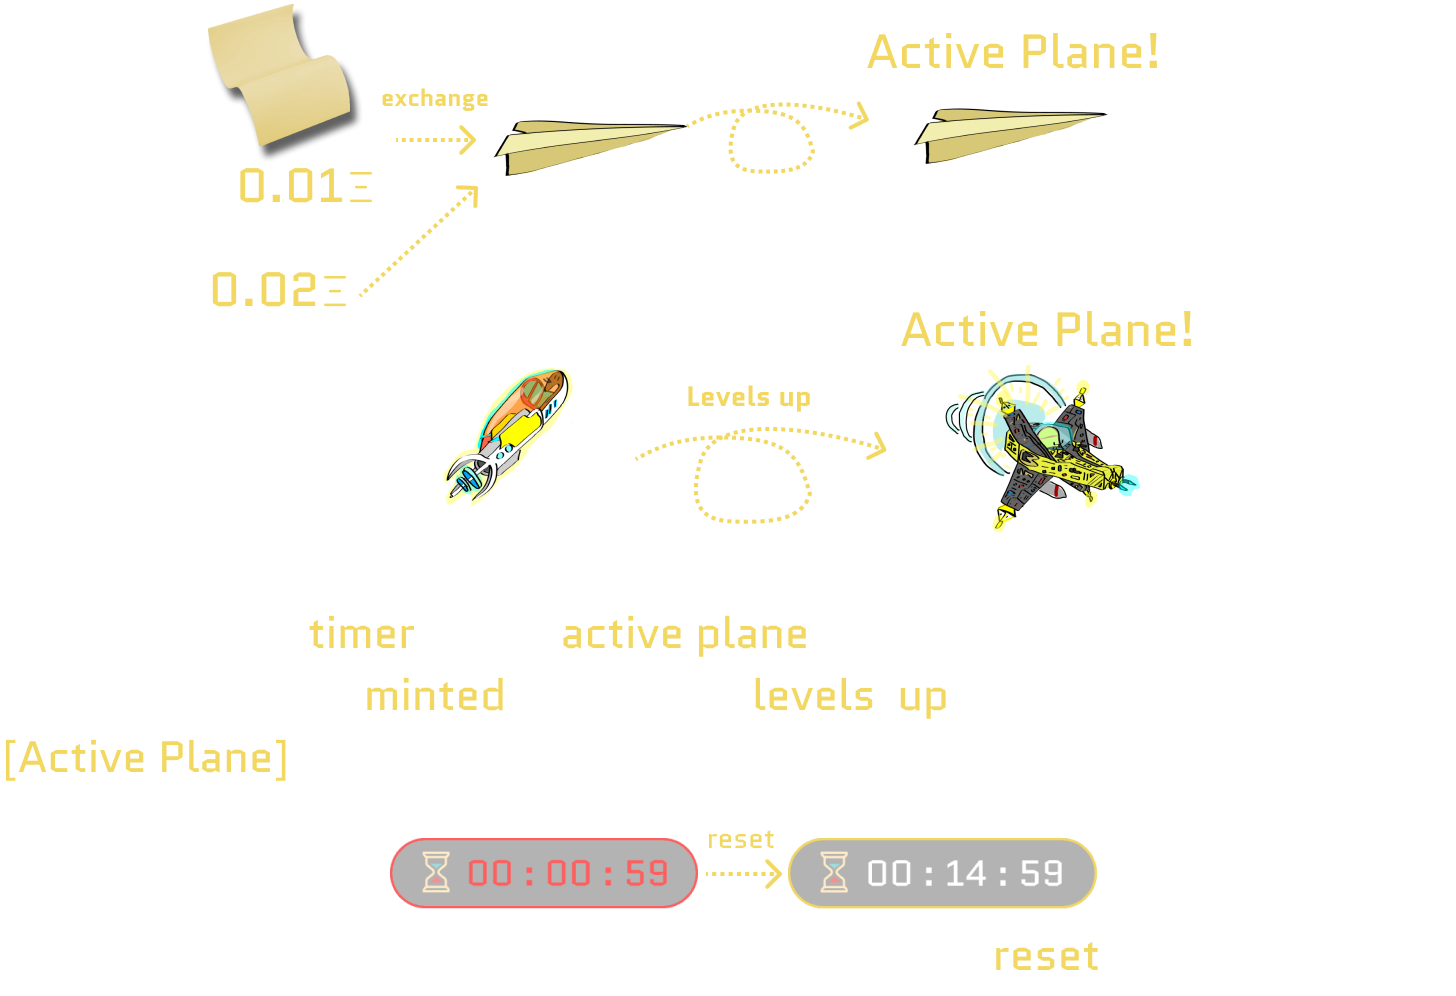 Active Plane!
exchange
0.01Ξ
0.02Ξ
Active Plane!
Levels up
timer active plane
minted levels up
[Active Plane]
reset
00:00:59 00:14:59
reset